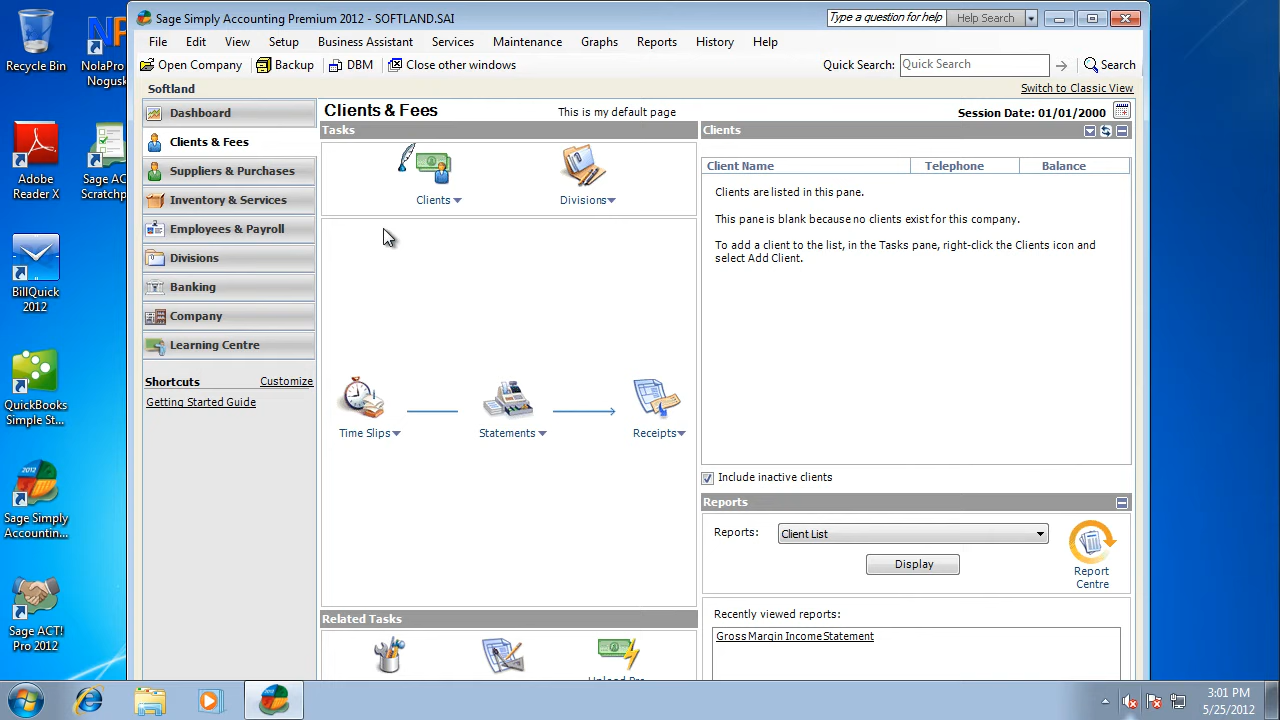 Recycle Bin
NolaPro
Nogusk
Adobe
Reader X
Sage AC
Scratchp
BillQuick
2012
QuickBooks
Simple St...
2012
Sage Simply
Accountin...
Sage ACT!
Pro 2012
Sage Simply Accounting Premium 2012 - SOFTLAND.SAI
Type a question for help
Help Search
File Edit View Setup Business Assistant Services Maintenance Graphs Reports History Help
Open Company Backup DBM Close other windows
Quick Search: Quick Search Search
Softland
Switch to Classic View
Dashboard
Clients & Fees
Suppliers & Purchases
Inventory & Services
Employees & Payroll
Divisions
Banking
Company
Learning Centre
Shortcuts Customize
Getting Started Guide
Clients & Fees
This is my default page
Session Date: 01/01/2000
Tasks
Clients
Divisions
Time Slips
Statements
Receipts
Related Tasks
Clients
Client Name Telephone Balance
Clients are listed in this pane.
This pane is blank because no clients exist for this company.
To add a client to the list, in the Tasks pane, right-click the Clients icon and
select Add Client.
Include inactive clients
Reports
Reports: Client List
Display
Report
Centre
Recently viewed reports:
Gross Margin Income Statement
3:01 PM
5/25/2012